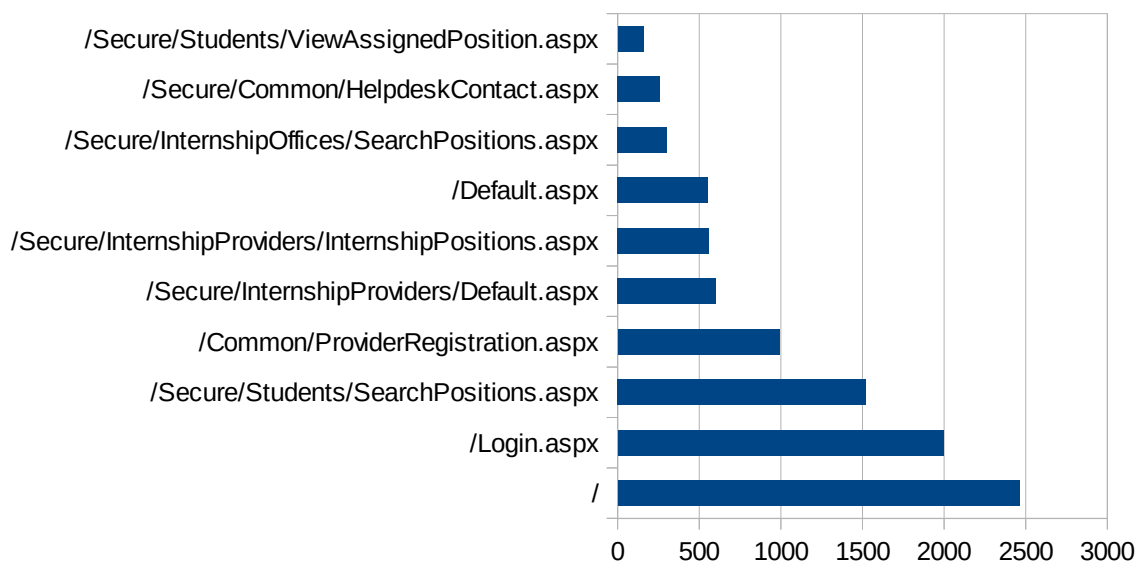 /Secure/Students/ViewAssignedPosition.aspx
/Secure/Common/HelpdeskContact.aspx
/Secure/InternshipOffices/SearchPositions.aspx
/Default.aspx
/Secure/InternshipProviders/InternshipPositions.aspx
/Secure/InternshipProviders/Default.aspx
/Common/ProviderRegistration.aspx
/Secure/Students/SearchPositions.aspx
/Login.aspx
/
0 500 1000 1500 2000 2500 3000